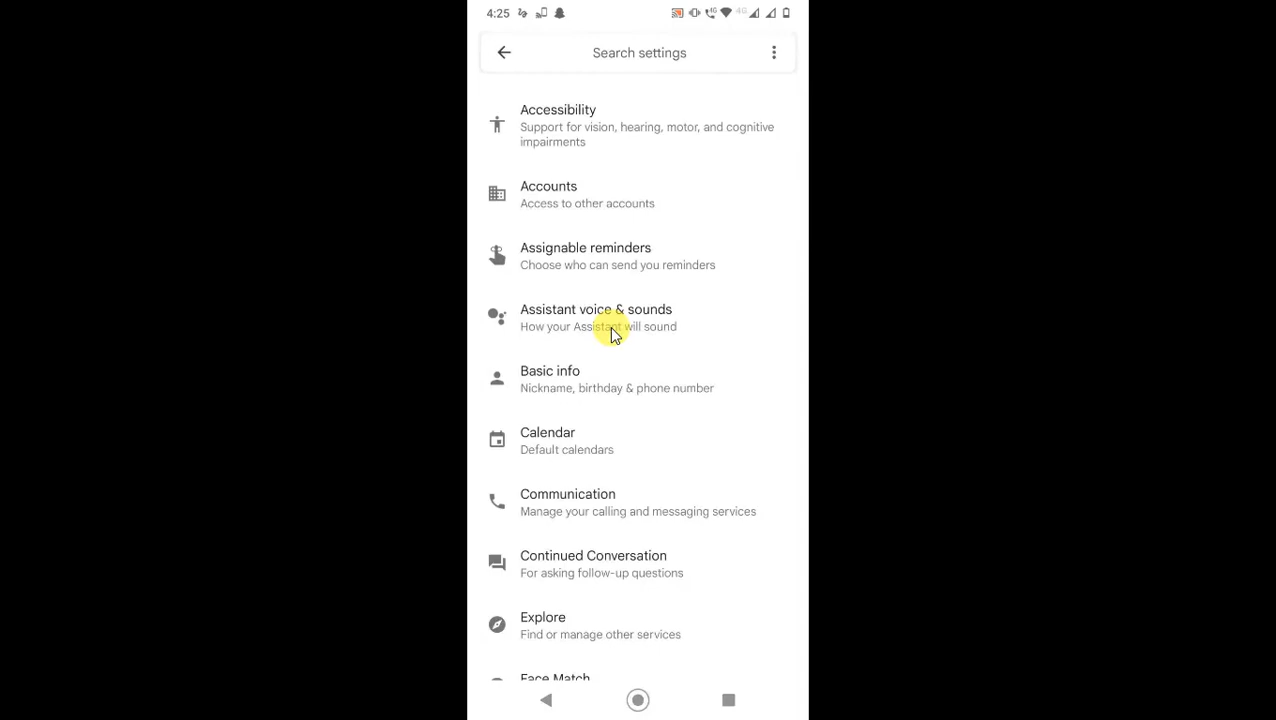 4:25
4G
4G
Search settings
Accessibility
Support for vision, hearing, motor, and cognitive
impairments
Accounts
Access to other accounts
Assignable reminders
Choose who can send you reminders
Assistant voice & sounds
How your Assistant will sound
Basic info
Nickname, birthday & phone number
Calendar
Default calendars
Communication
Manage your calling and messaging services
Continued Conversation
For asking follow-up questions
Explore
Find or manage other services
Face Match